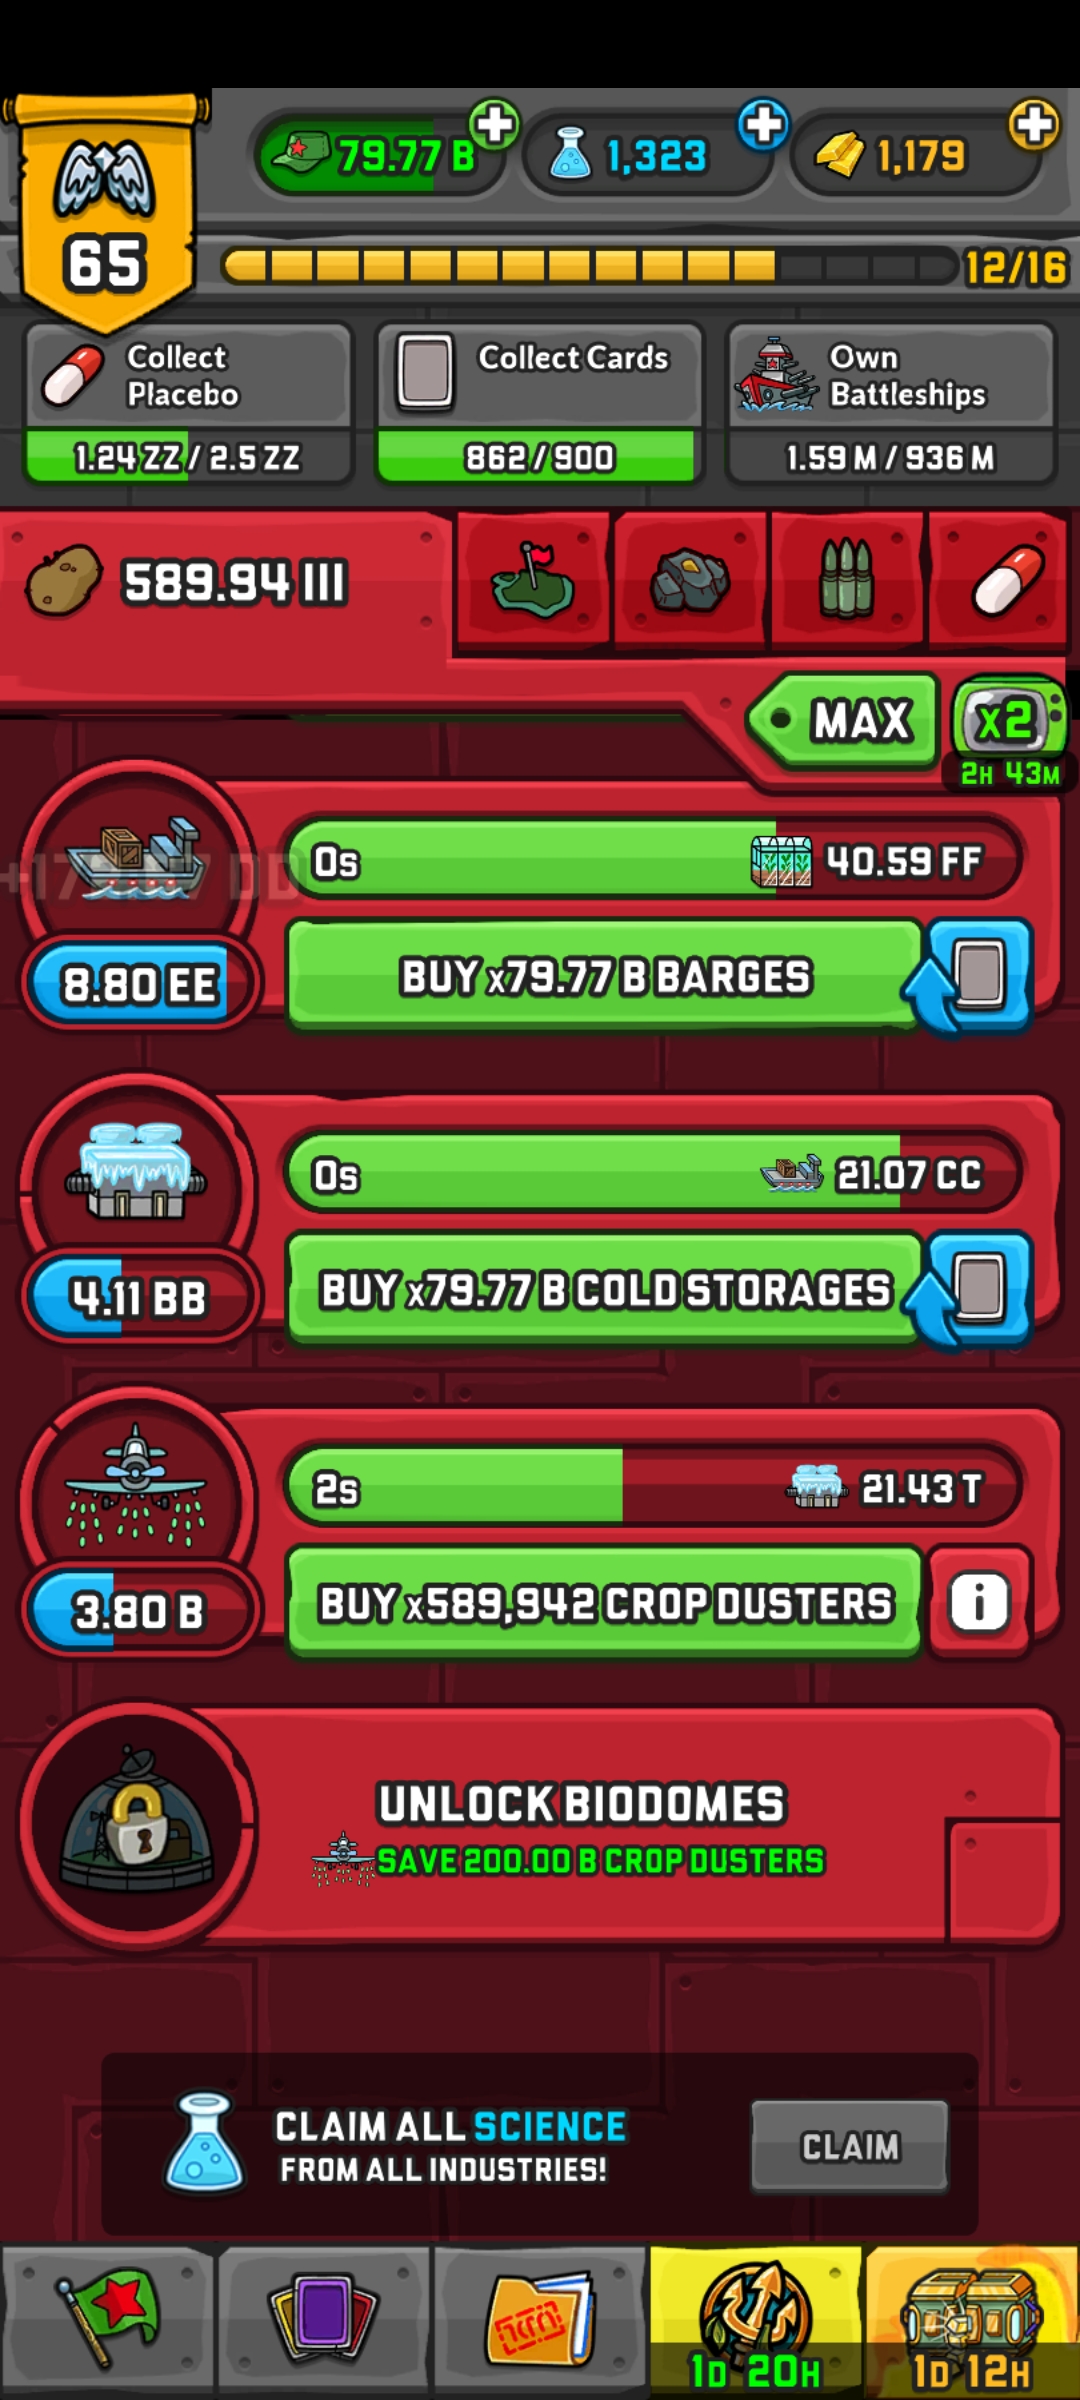 79.77 B
1,323
1,179
65
12/16
Collect
Placebo
1.24 ZZ / 2.5 ZZ
Collect Cards
862/900
Own
Battleships
1.59 M / 936 M
589.94 III
MAX
x2
2H 43M
0s
40.59 FF
8.80 EE
BUY x79.77 B BARGES
0s
21.07 CC
4.11 BB
BUY x79.77 B COLD STORAGES
2s
21.43 T
3.80 B
BUY x589,942 CROP DUSTERS
i
UNLOCK BIODOMES
SAVE 200.00 B CROP DUSTERS
CLAIM ALL SCIENCE
FROM ALL INDUSTRIES!
CLAIM
1D 20H
1D 12H